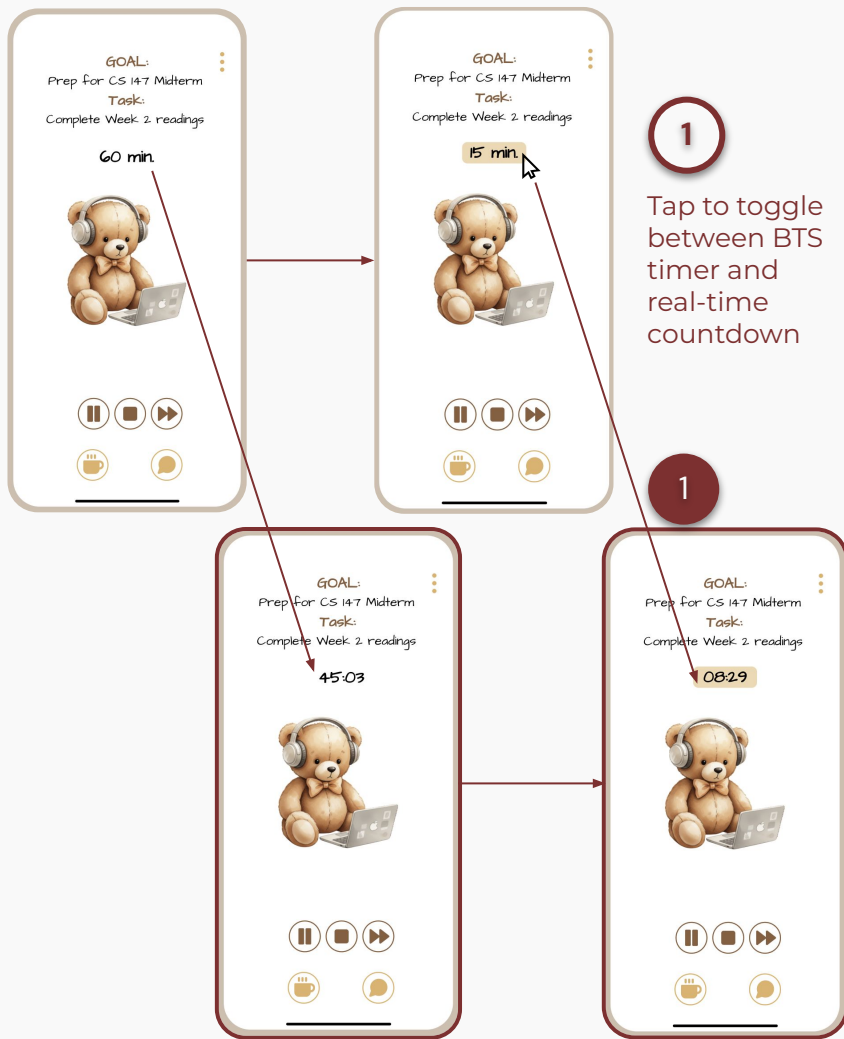 GOAL:
Prep for CS 147 Midterm
Task:
Complete Week 2 readings
60 min.
GOAL:
Prep for CS 147 Midterm
Task:
Complete Week 2 readings
15 min.
1
Tap to toggle
between BTS
timer and
real-time
countdown
1
GOAL:
Prep for CS 147 Midterm
Task:
Complete Week 2 readings
45:03
GOAL:
Prep for CS 147 Midterm
Task:
Complete Week 2 readings
08:29